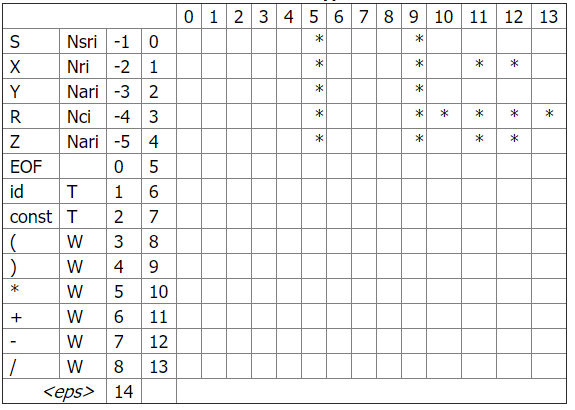 0 1 2 3 4 5 6 7 8 9 10 11 12 13
S Nsri -1 0 * *
X Nri -2 1 * * * *
Y Nari -3 2 * *
R Nci -4 3 * * * * * *
Z Nari -5 4 * * * *
EOF 0 5
id T 1 6
const T 2 7
( W 3 8
) W 4 9
* W 5 10
+ W 6 11
- W 7 12
/ W 8 13
<eps> 14